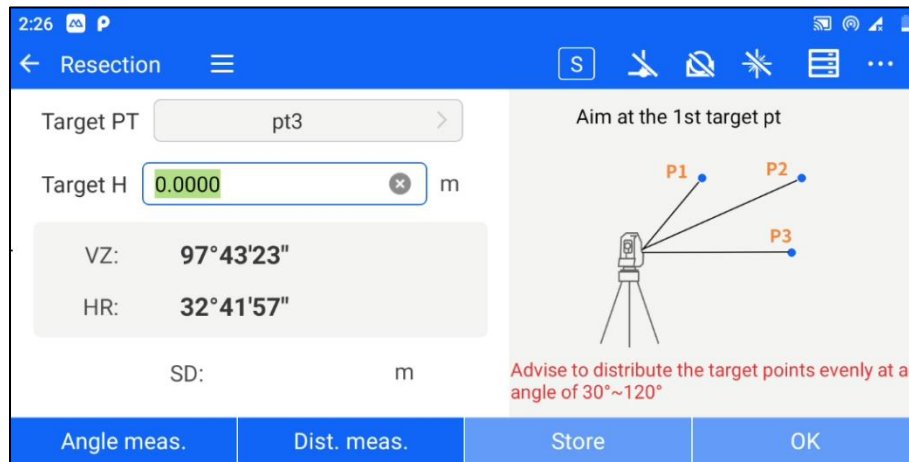 2:26
Resection
S
Target PT pt3
Target H 0.0000 m
VZ: 97°43'23"
HR: 32°41'57"
SD: m
Aim at the 1st target pt
P1 P2
P3
Advise to distribute the target points evenly at a
angle of 30°~120°
Angle meas. Dist. meas. Store OK